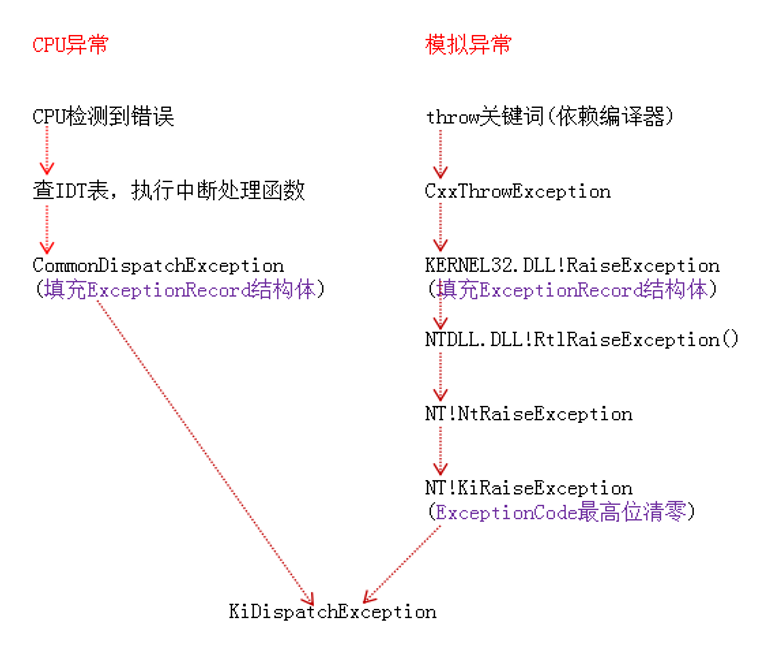 CPU异常
CPU检测到错误
查IDT表，执行中断处理函数
CommonDispatchException
(填充ExceptionRecord结构体)
模拟异常
throw关键词(依赖编译器)
CxxThrowException
KERNEL32.DLL!RaiseException
(填充ExceptionRecord结构体)
NTDLL.DLL!RtlRaiseException()
NT!NtRaiseException
NT!KiRaiseException
(ExceptionCode最高位清零)
KiDispatchException